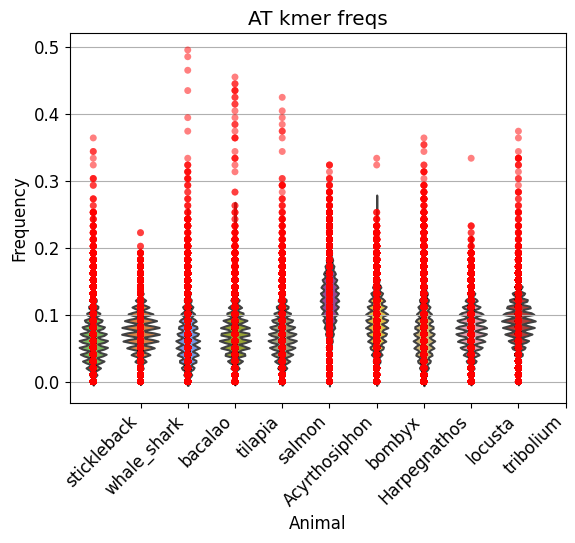 AT kmer freqs
0.5
0.4
0.3
0.2
0.1
0.0
Frequency
stickleback
whale_shark
bacalao
tilapia
salmon
Acyrthosiphon
bombyx
Harpegnathos
locusta
tribolium
Animal